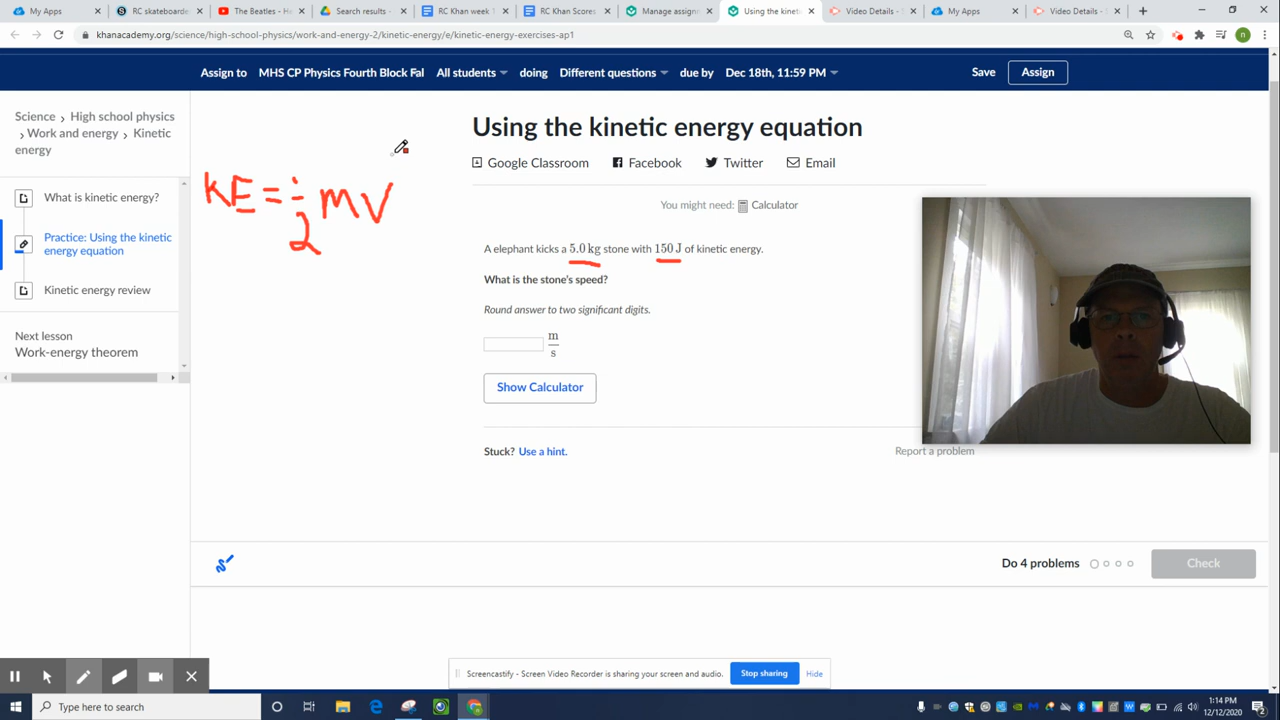 My Apps
RC skateboarde
The Beatles - He
Search results -
RC Khan week 1
RC Khan Scores
Manage assignm
Using the kineti
Video Details - S
My Apps
Video Details - S
khanacademy.org/science/high-school-physics/work-and-energy-2/kinetic-energy/e/kinetic-energy-exercises-ap1
Assign to MHS CP Physics Fourth Block Fal All students doing Different questions due by Dec 18th, 11:59 PM Save Assign
Science > High school physics
> Work and energy > Kinetic
energy
What is kinetic energy?
Practice: Using the kinetic
energy equation
Kinetic energy review
Next lesson
Work-energy theorem
KE = 1/2 mV
Using the kinetic energy equation
Google Classroom Facebook Twitter Email
You might need: Calculator
A elephant kicks a 5.0 kg stone with 150 J of kinetic energy.
What is the stone's speed?
Round answer to two significant digits.
m
s
Show Calculator
Stuck? Use a hint.
Report a problem
Do 4 problems
Check
Screencastify - Screen Video Recorder is sharing your screen and audio. Stop sharing Hide
Type here to search
1:14 PM
12/12/2020